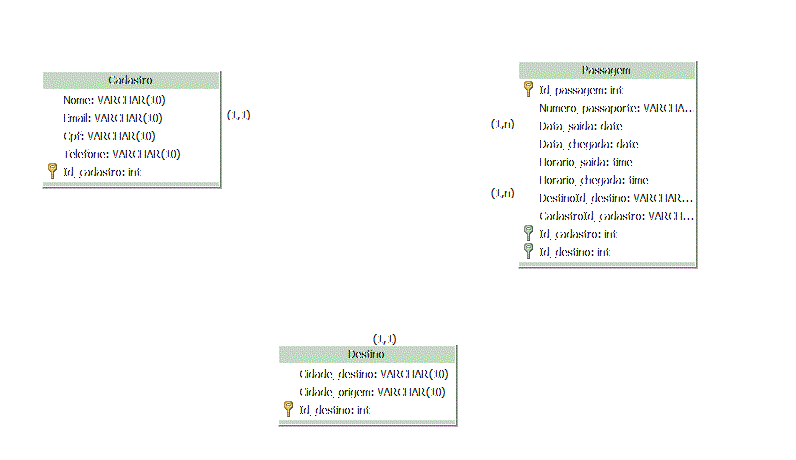 Cadastro
Nome: VARCHAR(10)
Email: VARCHAR(10)
Cpf: VARCHAR(10)
Telefone: VARCHAR(10)
Id_cadastro: int
(1,1)
Passagem
Id_passagem: int
Numero_passaporte: VARCHA...
Data_saida: date
Data_chegada: date
Horario_saida: time
Horario_chegada: time
DestinoId_destino: VARCHAR...
CadastroId_cadastro: VARCH...
Id_cadastro: int
Id_destino: int
(1,n)
(1,n)
(1,1)
Destino
Cidade_destino: VARCHAR(10)
Cidade_origem: VARCHAR(10)
Id_destino: int